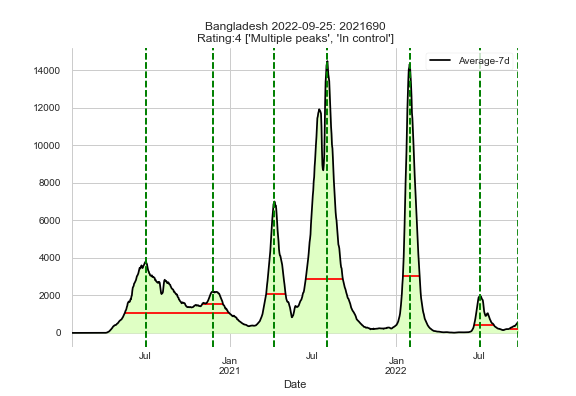 Bangladesh 2022-09-25: 2021690
Rating:4 ['Multiple peaks', 'In control']
Average-7d
14000
12000
10000
8000
6000
4000
2000
0
Jul
Jan
2021
Jul
Jan
2022
Jul
Date